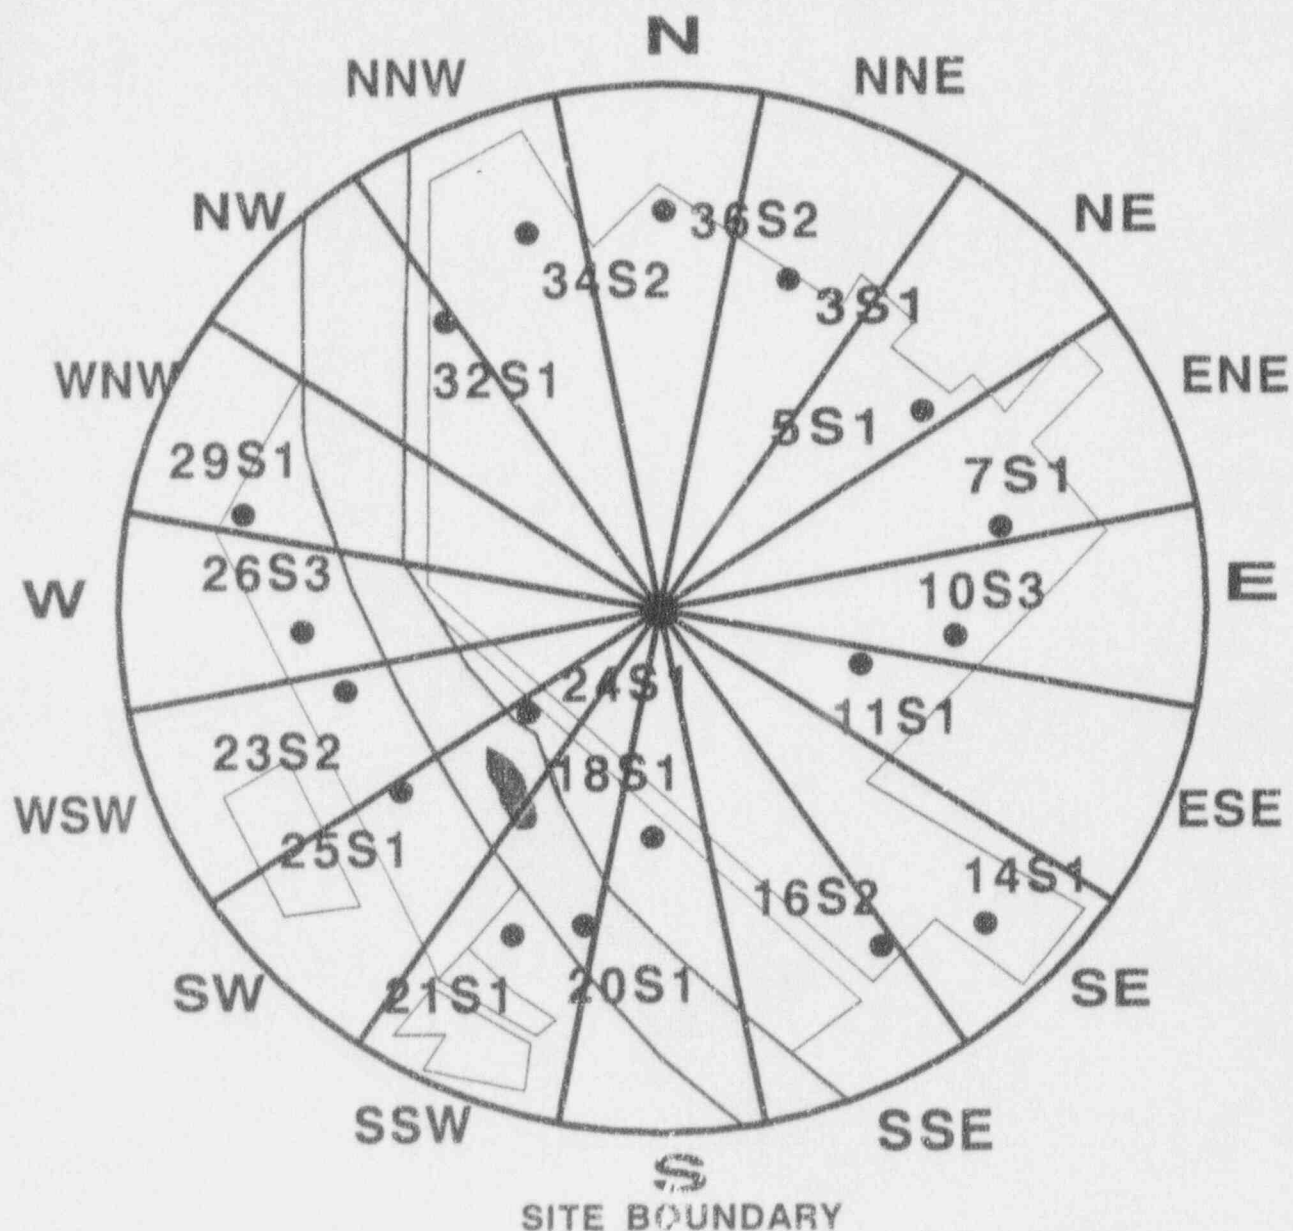 N
NNW
NNE
NW
NE
36S2
34S2
3S1
WNW
ENE
32S1
5S1
29S1
7S1
W
26S3
10S3
E
24S1
11S1
23S2
18S1
WSW
ESE
25S1
16S2
14S1
SW
21S1
20S1
SE
SSW
SSE
S
SITE BOUNDARY